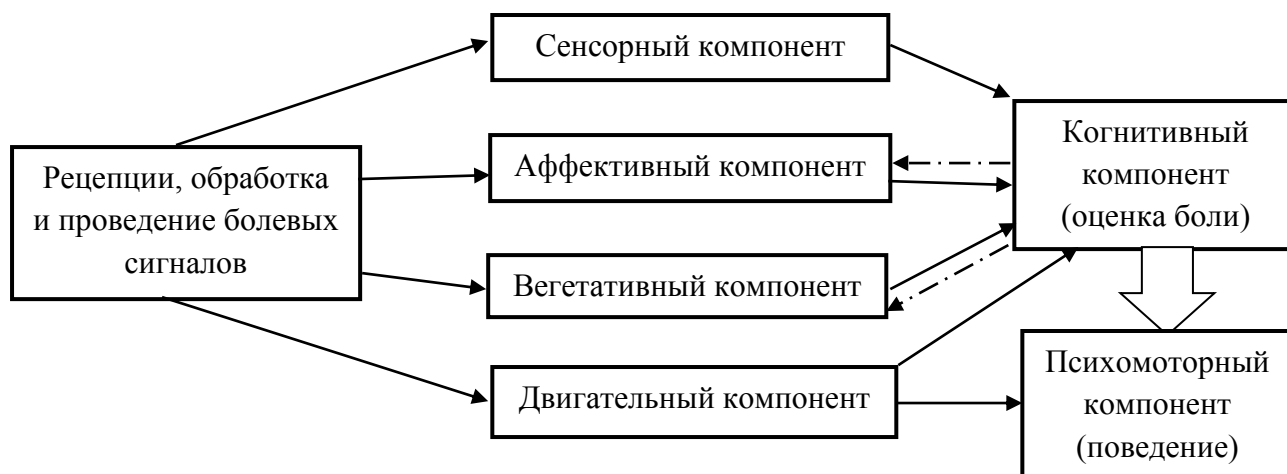 Сенсорный компонент
Рецепции, обработка
и проведение болевых
сигналов
Аффективный компонент
Вегетативный компонент
Двигательный компонент
Когнитивный
компонент
(оценка боли)
Психомоторный
компонент
(поведение)